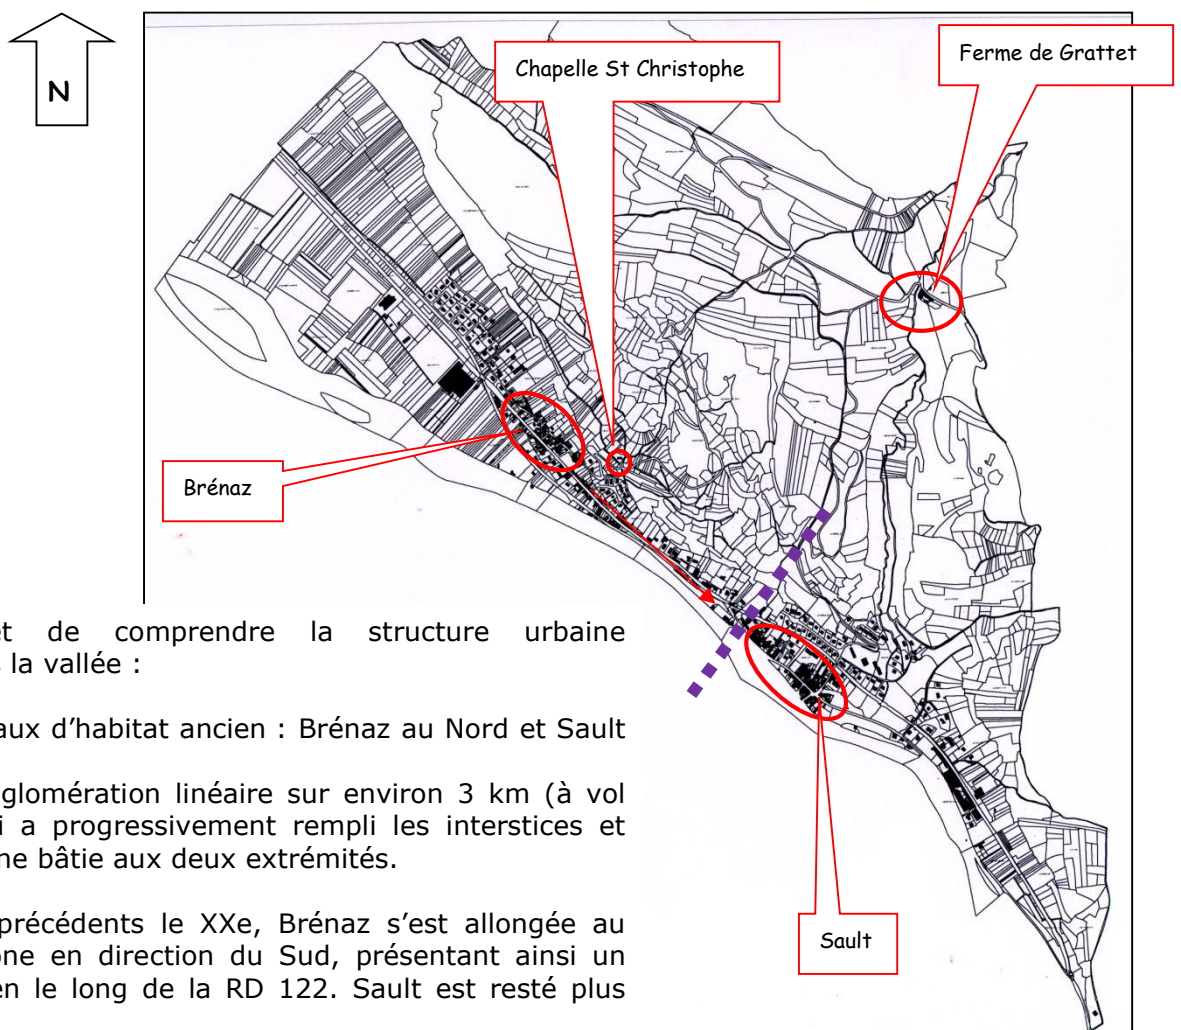 N
Chapelle St Christophe
Ferme de Grattet
Brénaz
et de comprendre la structure urbaine
la vallée :
aux d’habitat ancien : Brénaz au Nord et Sault
glomération linéaire sur environ 3 km (à vol
i a progressivement rempli les interstices et
ne bâtie aux deux extrémités.
précédents le XXe, Brénaz s’est allongée au
ône en direction du Sud, présentant ainsi un
en le long de la RD 122. Sault est resté plus
Sault